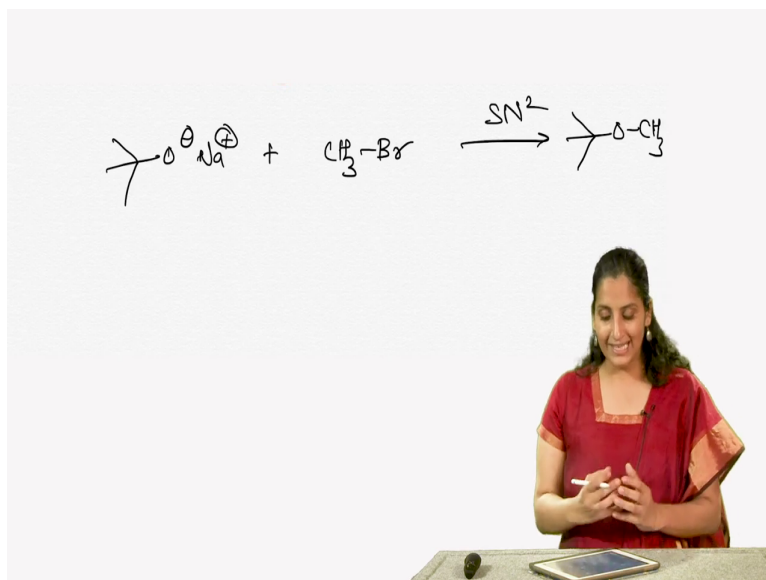 O⊖ Na⊕ + CH3-Br SN2 → O-CH3